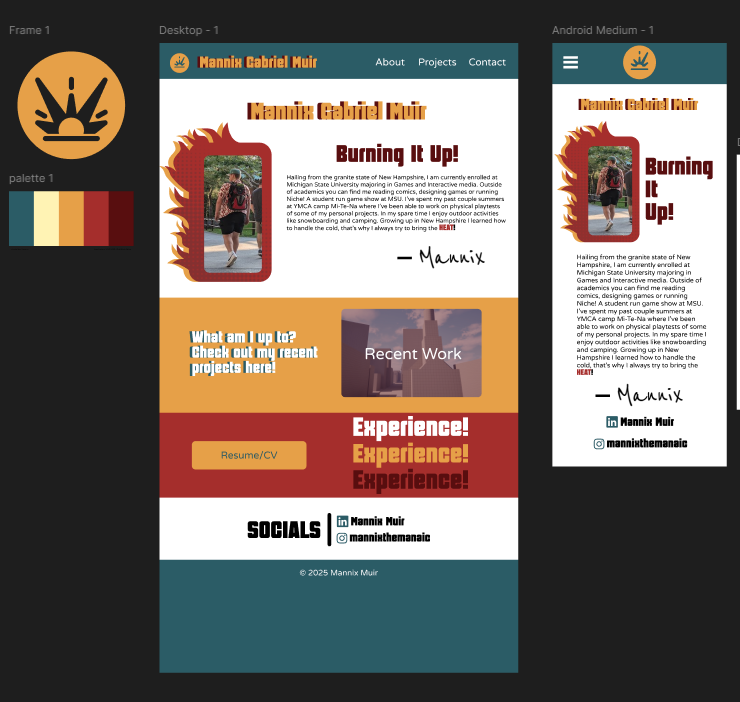 Frame 1
palette 1
Desktop - 1
Mannix Gabriel Muir
About Projects Contact
Mannix Gabriel Muir
Burning It Up!
Hailing from the granite state of New Hampshire, I am currently enrolled at
Michigan State University majoring in Games and Interactive media. Outside
of academics you can find me reading comics, designing games or running
Niche! A student run game show at MSU. I've spent my past couple summers
at YMCA camp Mi-Te-Na where I've been able to work on physical playtests
of some of my personal projects. In my spare time I enjoy outdoor activities
like snowboarding and camping. Growing up in New Hampshire I learned how
to handle the cold, that's why I always try to bring the HEAT!
— Mannix
What am I up to?
Check out my recent
projects here!
Recent Work
Resume/CV
Experience!
Experience!
Experience!
SOCIALS
Mannix Muir
mannixthemanaic
© 2025 Mannix Muir
Android Medium - 1
Mannix Gabriel Muir
Burning
It
Up!
Hailing from the granite state of New
Hampshire, I am currently enrolled at
Michigan State University majoring in
Games and Interactive media. Outside of
academics you can find me reading
comics, designing games or running
Niche! A student run game show at MSU.
I've spent my past couple summers at
YMCA camp Mi-Te-Na where I've been
able to work on physical playtests of some
of my personal projects. In my spare time I
enjoy outdoor activities like snowboarding
and camping. Growing up in New
Hampshire I learned how to handle the
cold, that's why I always try to bring the
HEAT!
— Mannix
Mannix Muir
mannixthemanaic